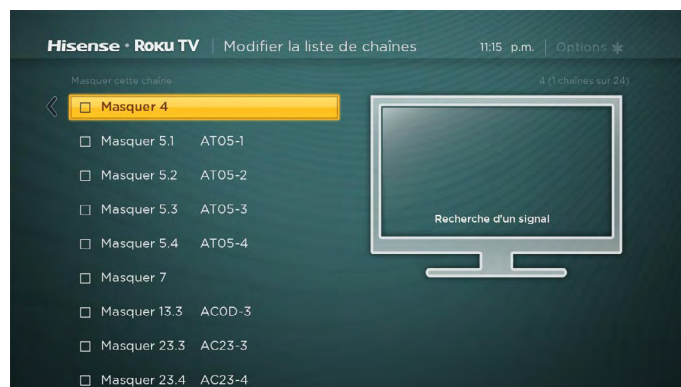 Hisense · Roku TV | Modifier la liste de chaînes 11:15 p.m. | Options
Masquer cette chaîne 4 (1 chaînes sur 24)
Masquer 4
Masquer 5.1 AT05-1
Masquer 5.2 AT05-2
Masquer 5.3 AT05-3
Recherche d'un signal
Masquer 5.4 AT05-4
Masquer 7
Masquer 13.3 AC0D-3
Masquer 23.3 AC23-3
Masquer 23.4 AC23-4